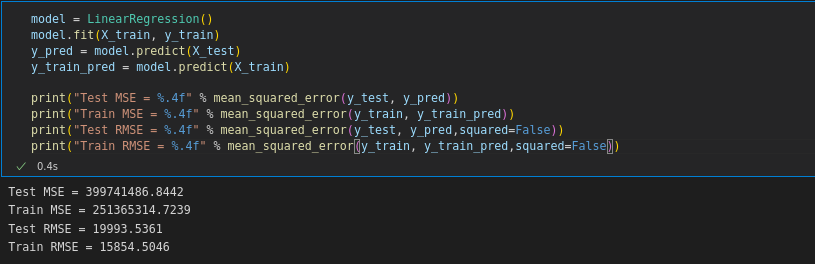 model = LinearRegression()
model.fit(X_train, y_train)
y_pred = model.predict(X_test)
y_train_pred = model.predict(X_train)
print("Test MSE = %.4f" % mean_squared_error(y_test, y_pred))
print("Train MSE = %.4f" % mean_squared_error(y_train, y_train_pred))
print("Test RMSE = %.4f" % mean_squared_error(y_test, y_pred,squared=False))
print("Train RMSE = %.4f" % mean_squared_error(y_train, y_train_pred,squared=False))
0.4s
Test MSE = 399741486.8442
Train MSE = 251365314.7239
Test RMSE = 19993.5361
Train RMSE = 15854.5046